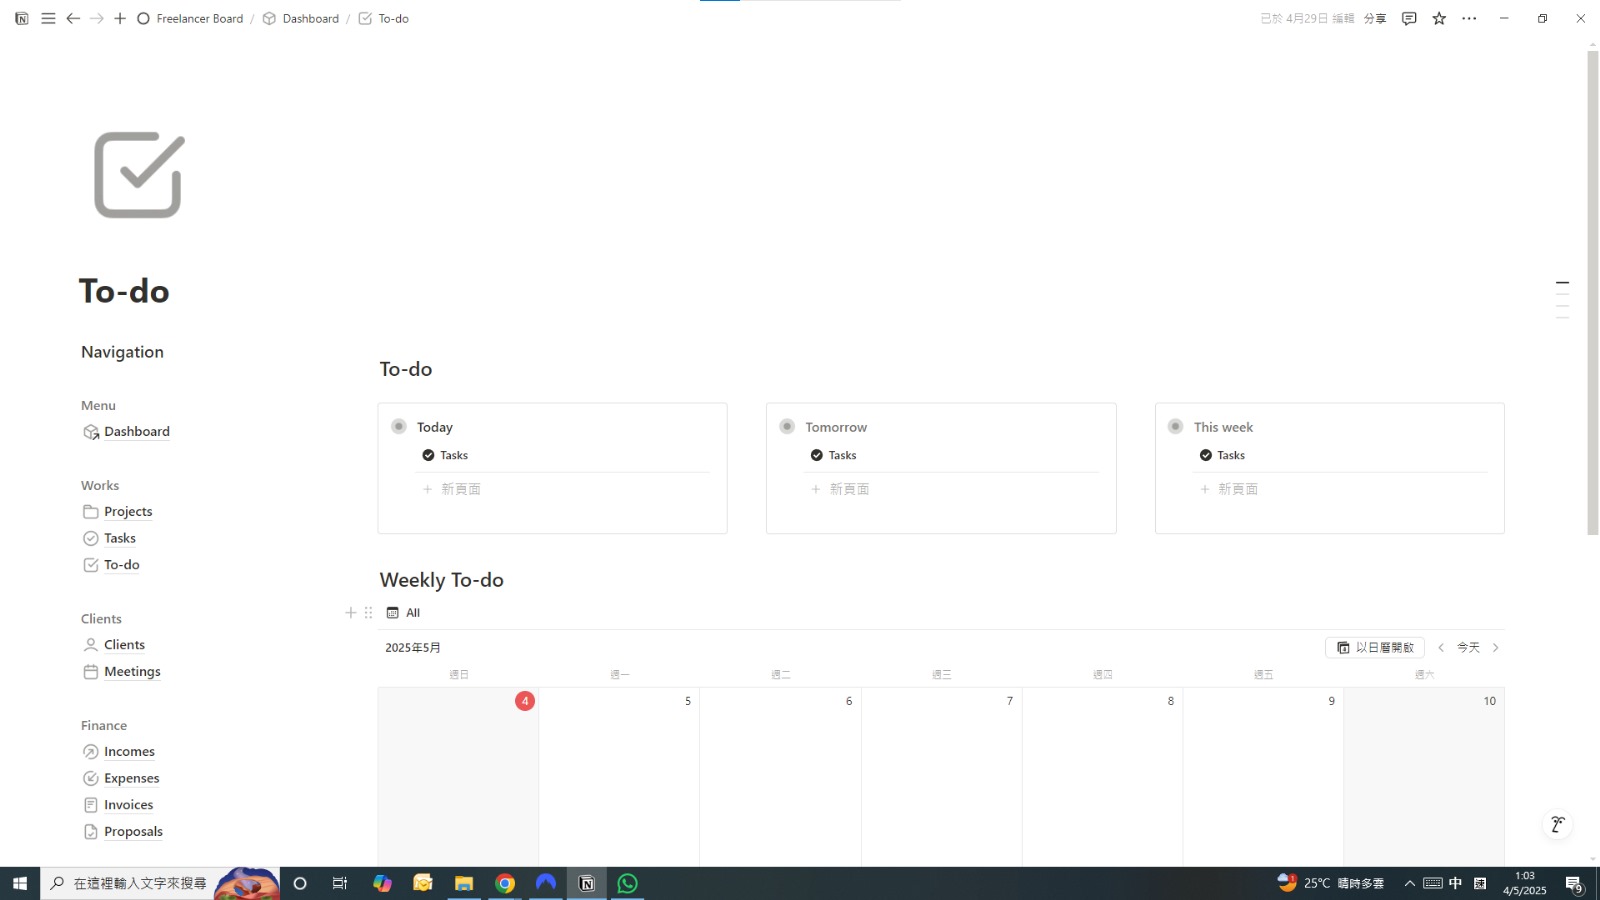 Freelancer Board / Dashboard / To-do
已於 4月29日 編輯 分享
To-do
Navigation
Menu
Dashboard
Works
Projects
Tasks
To-do
Clients
Clients
Meetings
Finance
Incomes
Expenses
Invoices
Proposals
To-do
Today
Tasks
新頁面
Tomorrow
Tasks
新頁面
This week
Tasks
新頁面
Weekly To-do
All
2025年5月
以日曆開啟 今天
週日 週一 週二 週三 週四 週五 週六
4 5 6 7 8 9 10
在這裡輸入文字來搜尋
1
25°C 晴時多雲
中
速
1:03
4/5/2025
9